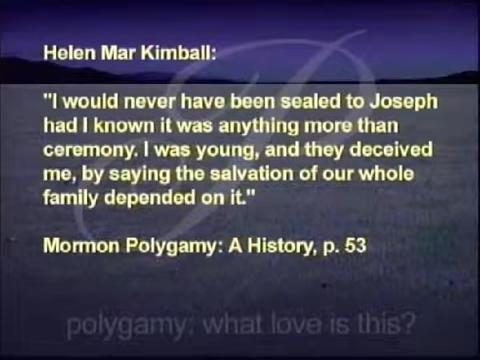 Helen Mar Kimball:
"I would never have been sealed to Joseph
had I known it was anything more than
ceremony. I was young, and they deceived
me, by saying the salvation of our whole
family depended on it."
Mormon Polygamy: A History, p. 53
polygamy: what love is this?